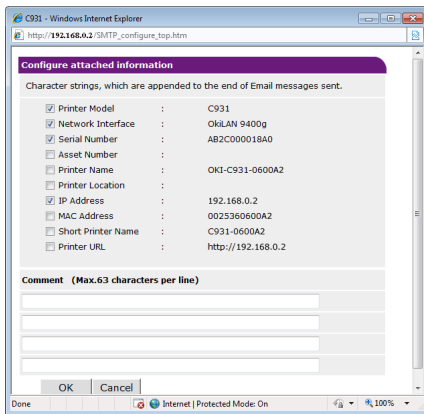 C931 - Windows Internet Explorer
http://192.168.0.2/SMTP_configure_top.htm
Configure attached information
Character strings, which are appended to the end of Email messages sent.
Printer Model : C931
Network Interface : OkiLAN 9400g
Serial Number : AB2C000018A0
Asset Number :
Printer Name : OKI-C931-0600A2
Printer Location :
IP Address : 192.168.0.2
MAC Address : 0025360600A2
Short Printer Name : C931-0600A2
Printer URL : http://192.168.0.2
Comment (Max.63 characters per line)
OK Cancel
Done Internet | Protected Mode: On 100%